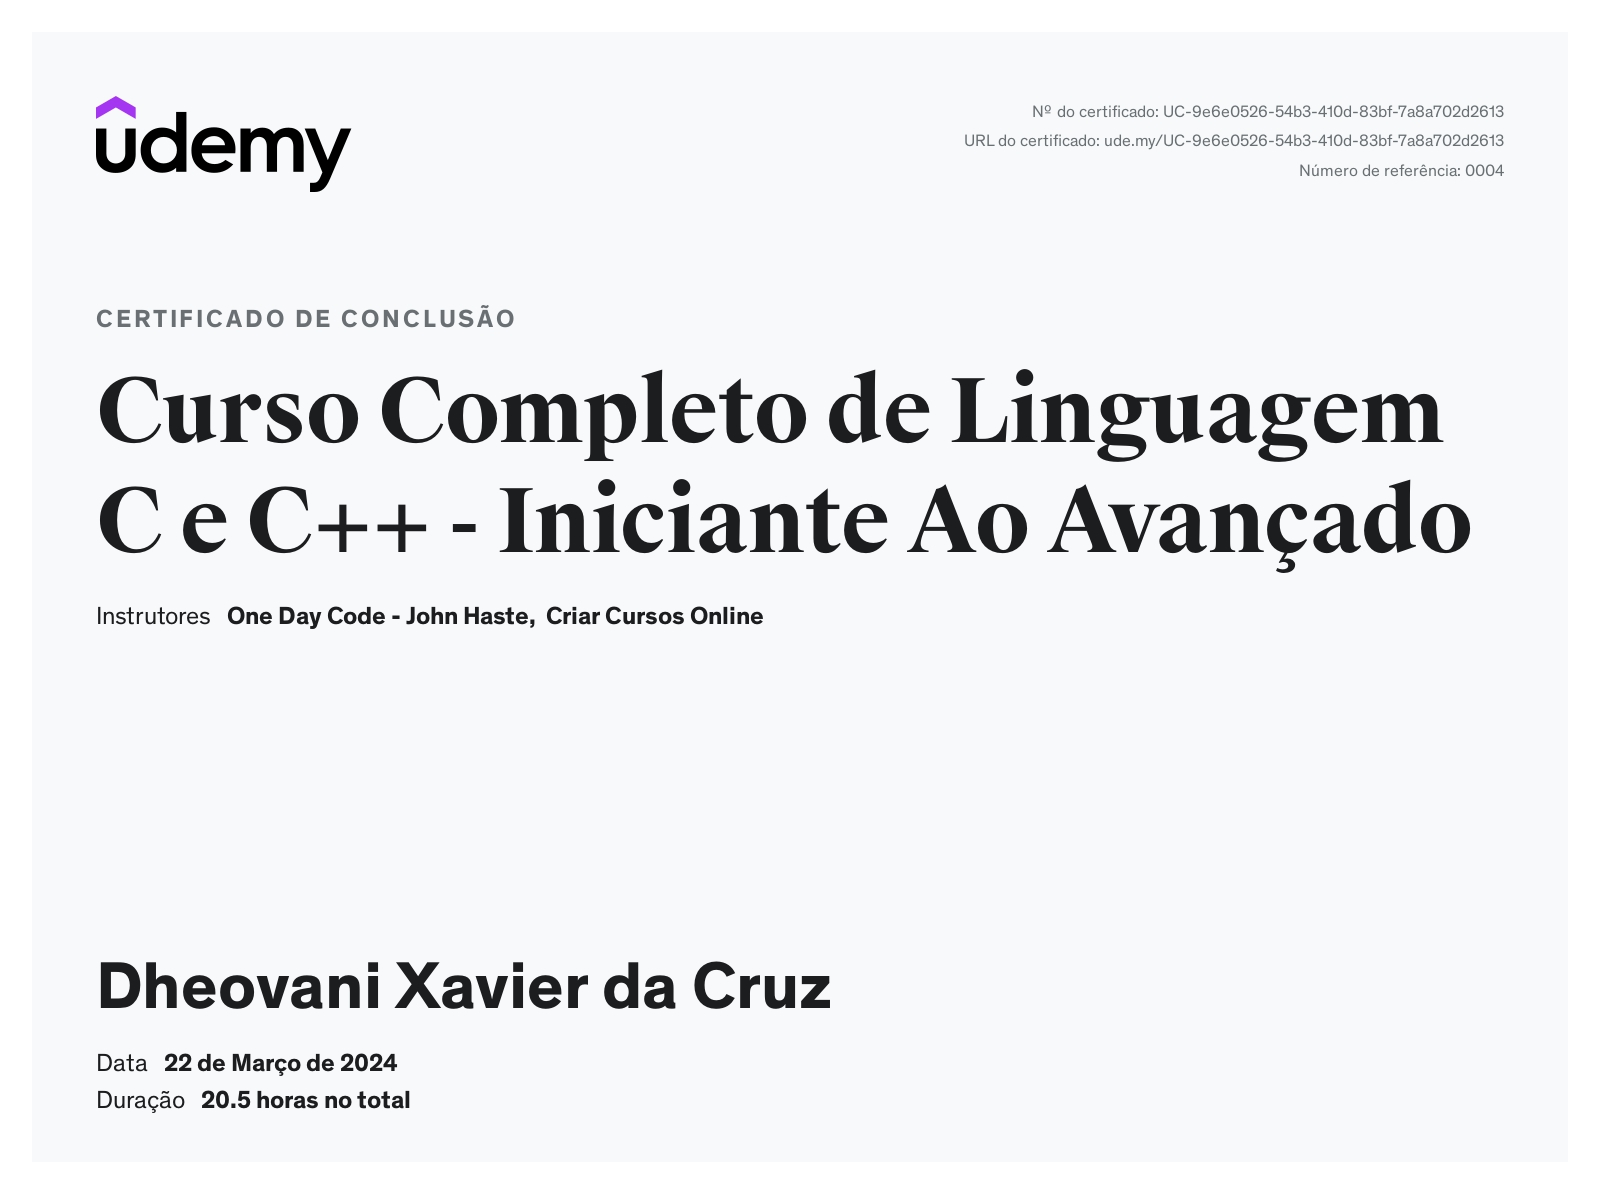 udemy
Nº do certificado: UC-9e6e0526-54b3-410d-83bf-7a8a702d2613
URL do certificado: ude.my/UC-9e6e0526-54b3-410d-83bf-7a8a702d2613
Número de referência: 0004
CERTIFICADO DE CONCLUSÃO
Curso Completo de Linguagem
C e C++ - Iniciante Ao Avançado
Instrutores One Day Code - John Haste, Criar Cursos Online
Dheovani Xavier da Cruz
Data 22 de Março de 2024
Duração 20.5 horas no total